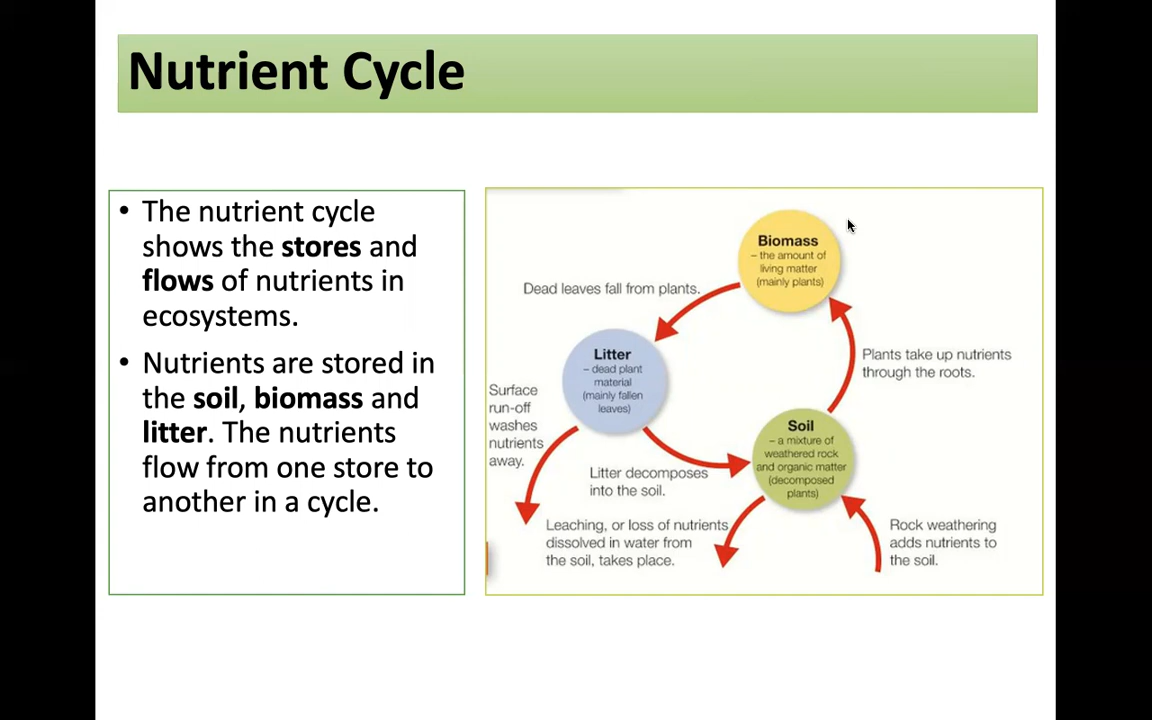 Nutrient Cycle
• The nutrient cycle
shows the stores and
flows of nutrients in
ecosystems.
• Nutrients are stored in
the soil, biomass and
litter. The nutrients
flow from one store to
another in a cycle.
Biomass
– the amount of
living matter
(mainly plants)
Dead leaves fall from plants.
Litter
– dead plant
material
(mainly fallen
leaves)
Plants take up nutrients
through the roots.
Surface
run-off
washes
nutrients
away.
Soil
– a mixture of
weathered rock
and organic matter
(decomposed
plants)
Litter decomposes
into the soil.
Leaching, or loss of nutrients
dissolved in water from
the soil, takes place.
Rock weathering
adds nutrients to
the soil.